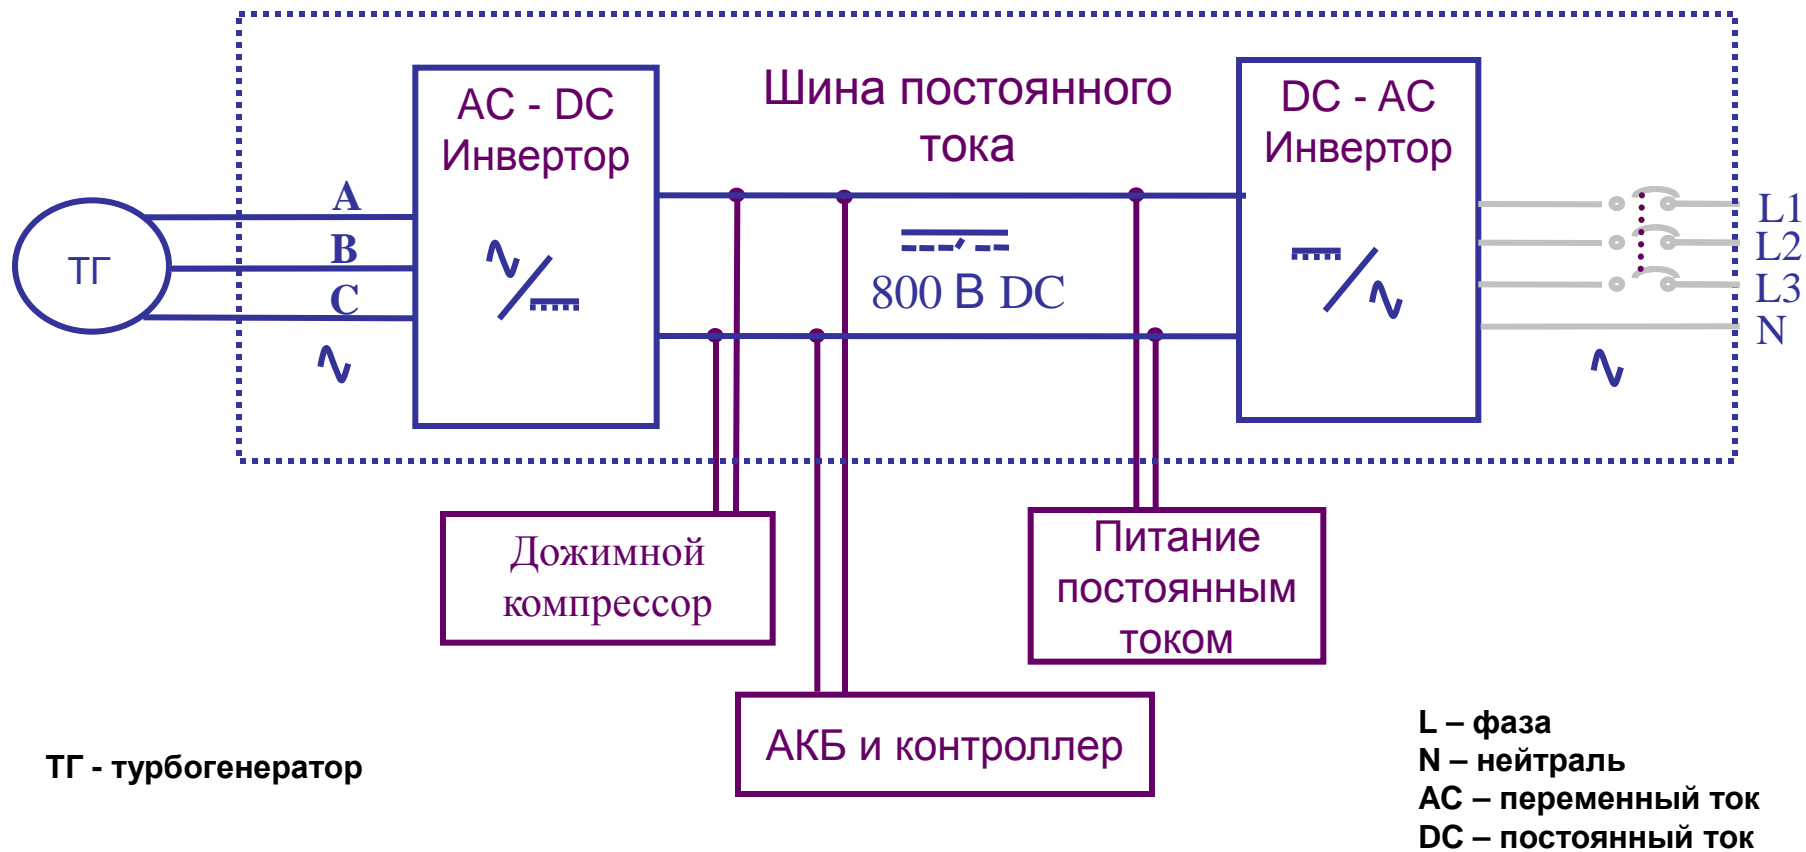 AC - DC
Инвертор
Шина постоянного
тока
DC - AC
Инвертор
A
B
C
ТГ
800 В DC
L1
L2
L3
N
Дожимной
компрессор
Питание
постоянным
током
АКБ и контроллер
ТГ - турбогенератор
L – фаза
N – нейтраль
AC – переменный ток
DC – постоянный ток